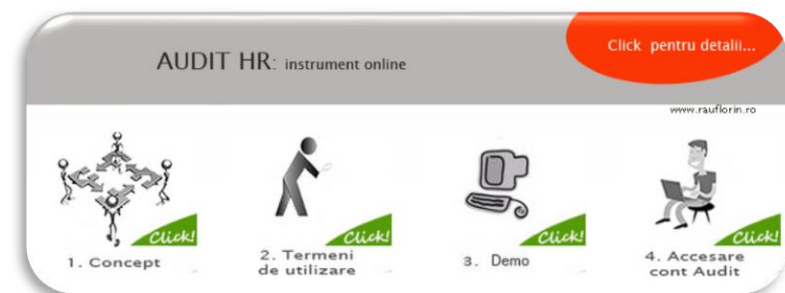 AUDIT HR: instrument online
Click pentru detalii...
www.rauflorin.ro
Click!
1. Concept
Click!
2. Termeni
de utilizare
Click!
3. Demo
Click!
4. Accesare
cont Audit